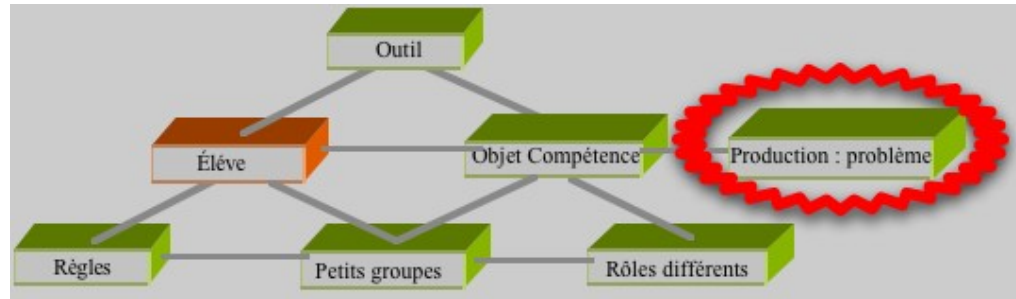 Outil
Éléve
Objet Compétence
Production : problème
Règles
Petits groupes
Rôles différents